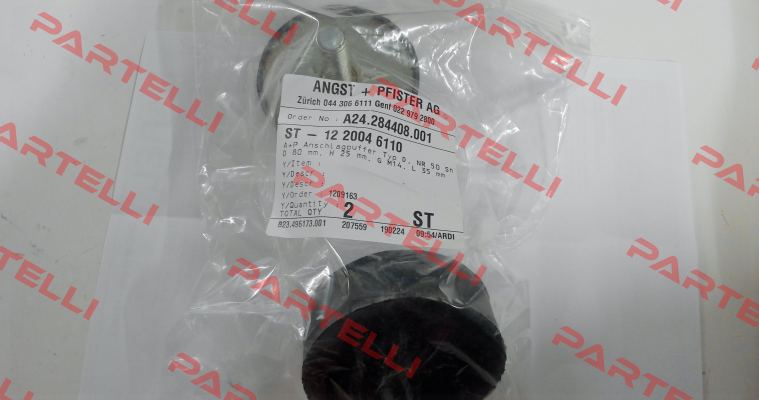 ANGST + PFISTER AG
Zürich 044 306 6111 Genf 022 979 2800
Order No : A24.284408.001
ST - 12 2004 6110
A+P Anschlagpuffer Typ D, NR 50 Sh
D 80 mm, H 25 mm, G M14, L 35 mm
Y/Item :
Y/Descr :
Y/Descr :
Y/Order : 1209163
Y/Quantity :
TOTAL QTY 2 ST
823.496173.001 207559 190224 09:54/ARDI
PARTELLI
PARTELLI
PARTELLI
PARTELLI
PARTELLI
PARTELLI
PARTELLI
PARTELLI
PARTELLI